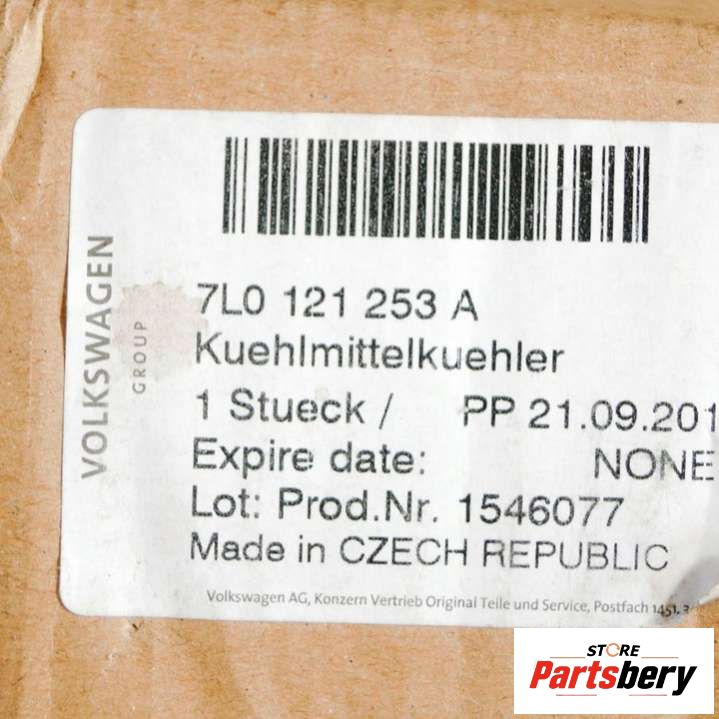 VOLKSWAGEN
GROUP
7L0 121 253 A
Kuehlmittelkuehler
1 Stueck / PP 21.09.201
Expire date: NONE
Lot: Prod.Nr. 1546077
Made in CZECH REPUBLIC
Volkswagen AG, Konzern Vertrieb Original Teile und Service, Postfach 1451,
STORE
Partsbery